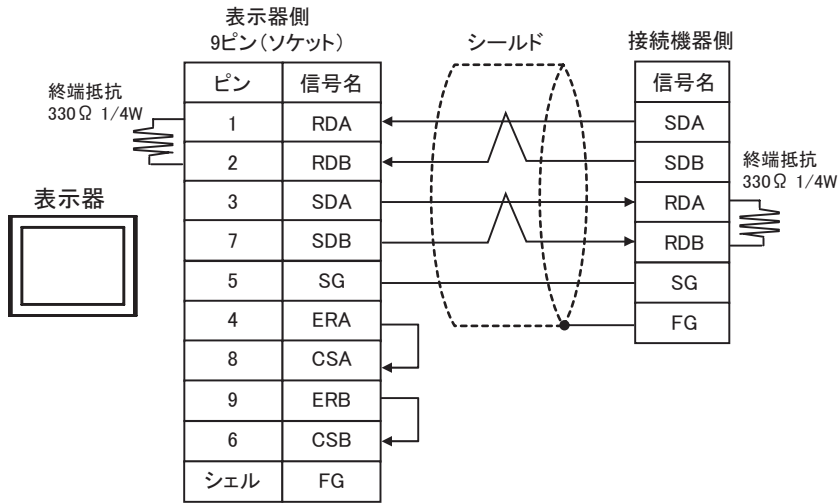 表示器側
9ピン(ソケット)
シールド
接続機器側
終端抵抗
330Ω 1/4W
表示器
ピン 信号名
1 RDA
2 RDB
3 SDA
7 SDB
5 SG
4 ERA
8 CSA
9 ERB
6 CSB
シェル FG
信号名
SDA
SDB
RDA
RDB
SG
FG
終端抵抗
330Ω 1/4W